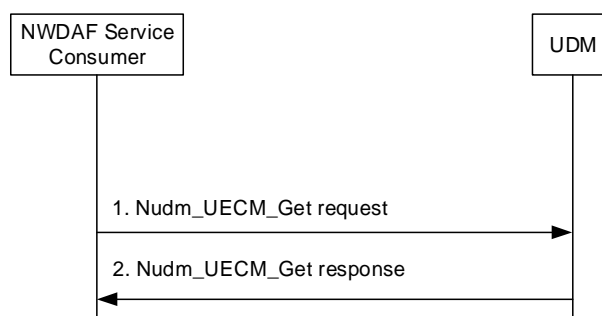 NWDAF Service
Consumer
UDM
1. Nudm_UECM_Get request
2. Nudm_UECM_Get response